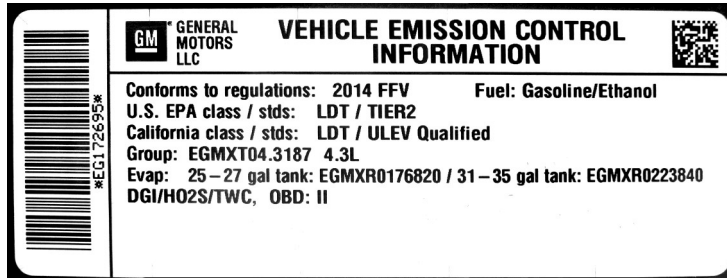 *EG172695*
GM GENERAL
MOTORS
LLC
VEHICLE EMISSION CONTROL
INFORMATION
Conforms to regulations: 2014 FFV Fuel: Gasoline/Ethanol
U.S. EPA class / stds: LDT / TIER2
California class / stds: LDT / ULEV Qualified
Group: EGMXT04.3187 4.3L
Evap: 25–27 gal tank: EGMXR0176820 / 31–35 gal tank: EGMXR0223840
DGI/HO2S/TWC, OBD: II